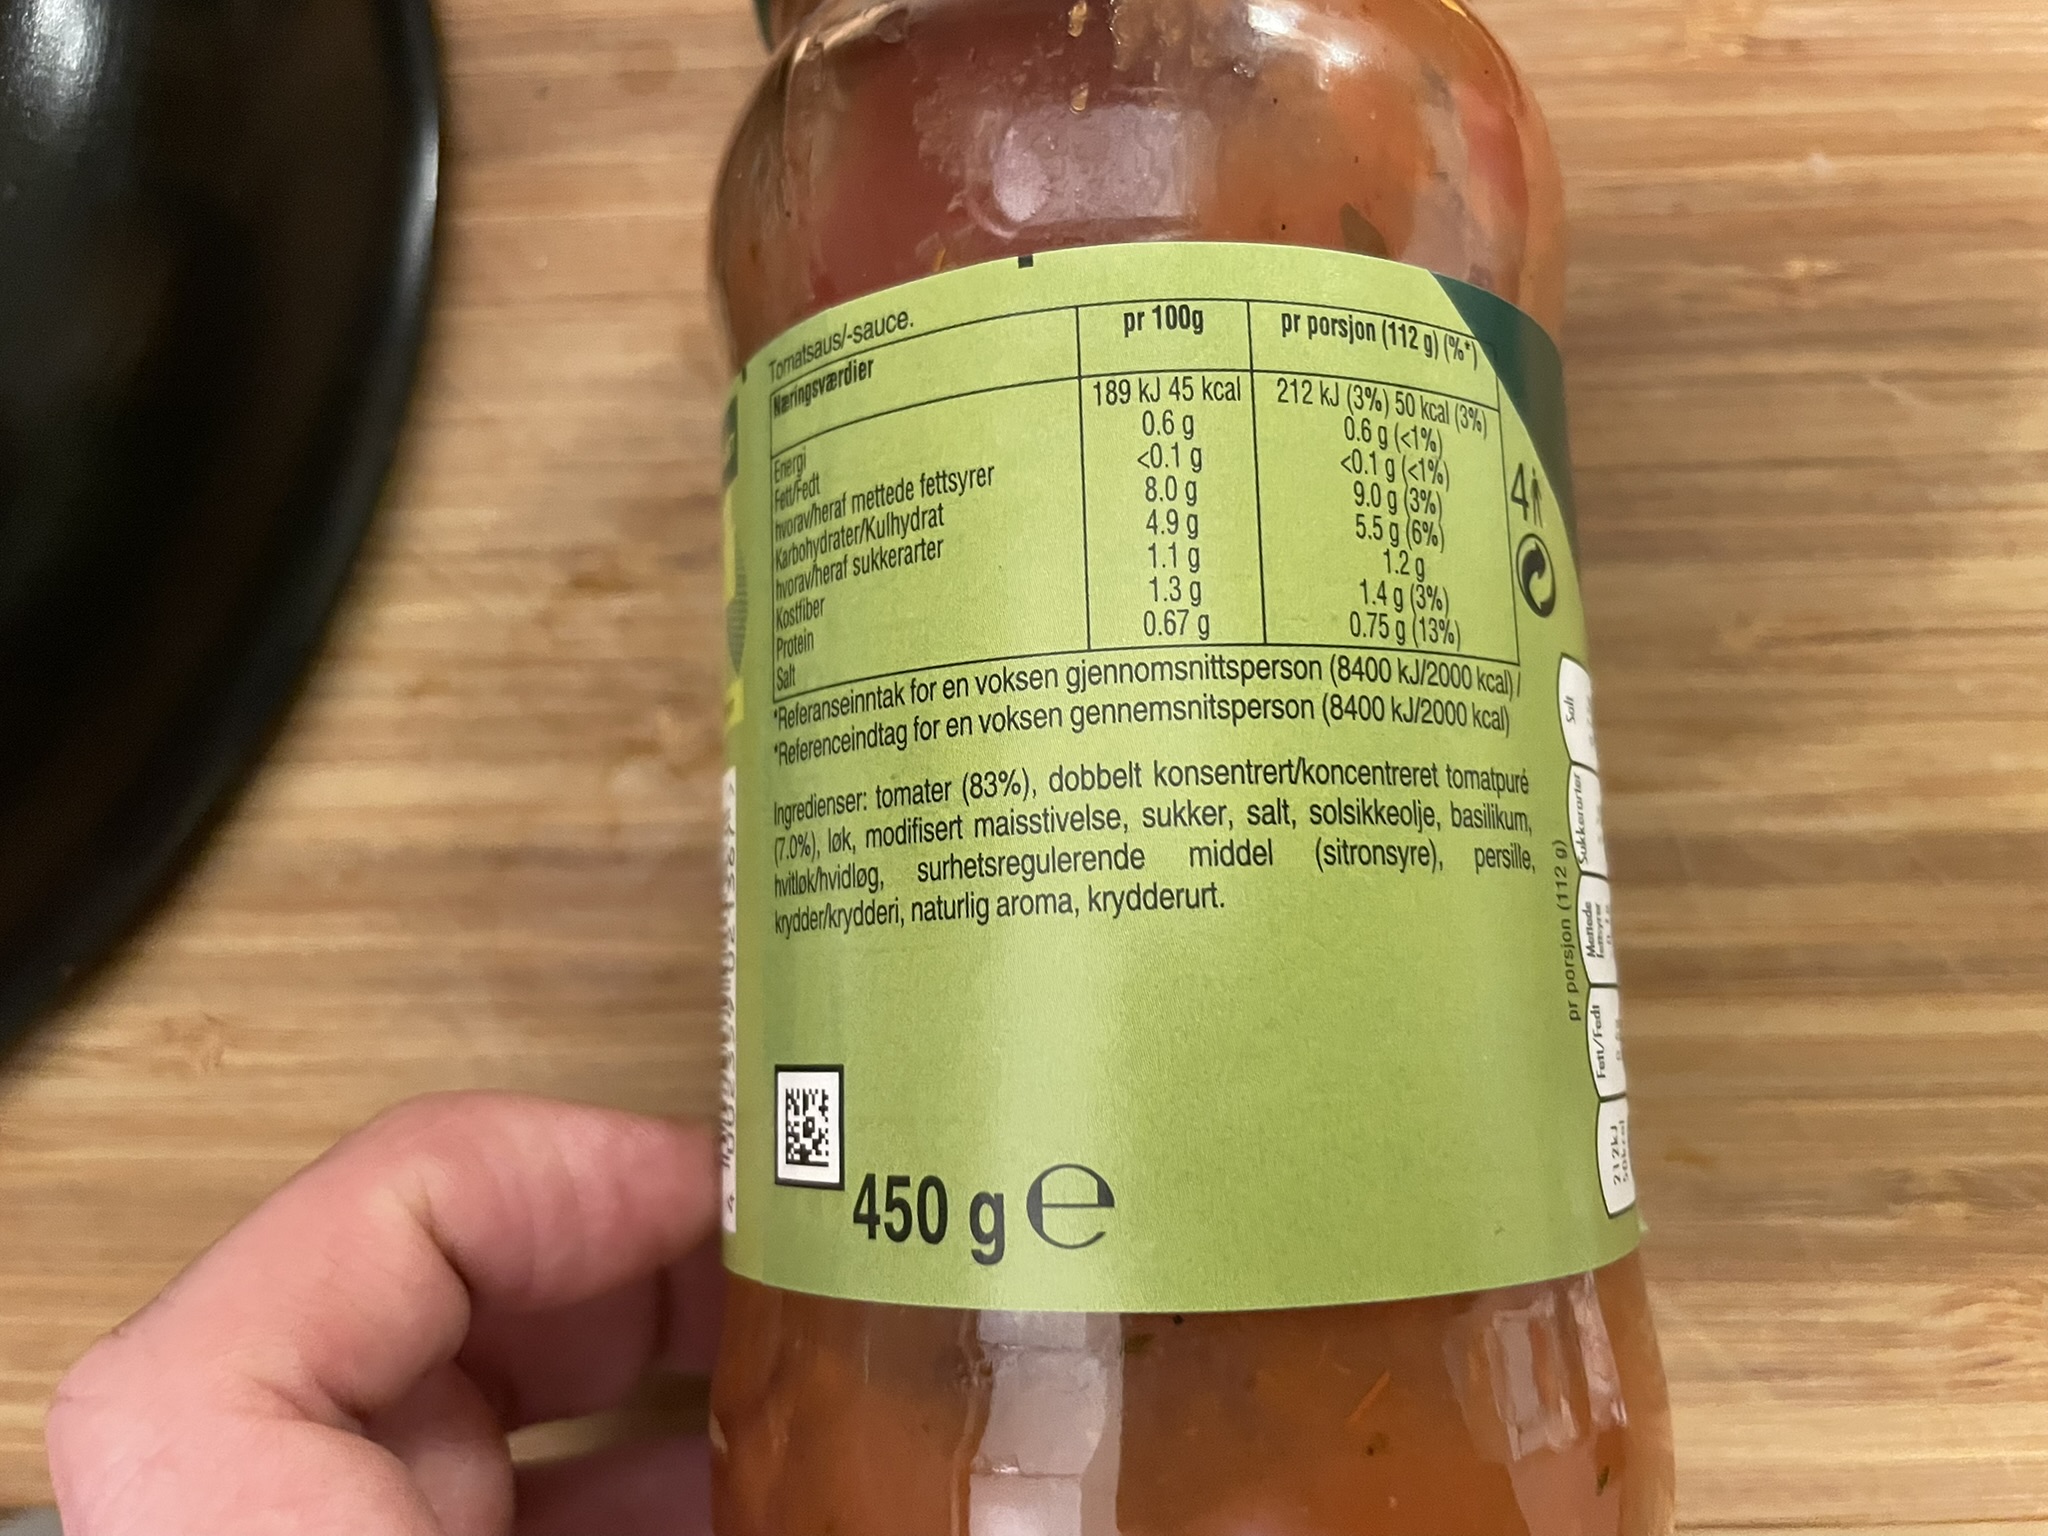 Tomatsaus/-sauce.
Næringsværdier pr 100g pr porsjon (112 g) (%*)
Energi 189 kJ 45 kcal 212 kJ (3%) 50 kcal (3%)
Fett/Fedt 0.6 g 0.6 g (<1%)
hvorav/heraf mettede fettsyrer <0.1 g <0.1 g (<1%)
Karbohydrater/Kulhydrat 8.0 g 9.0 g (3%)
hvorav/heraf sukkerarter 4.9 g 5.5 g (6%)
Kostfiber 1.1 g 1.2 g
Protein 1.3 g 1.4 g (3%)
Salt 0.67 g 0.75 g (13%)
4
*Referanseinntak for en voksen gjennomsnittsperson (8400 kJ/2000 kcal) /
*Referenceindtag for en voksen gennemsnitsperson (8400 kJ/2000 kcal)
Ingredienser: tomater (83%), dobbelt konsentrert/koncentreret tomatpuré
(7.0%), løk, modifisert maisstivelse, sukker, salt, solsikkeolje, basilikum,
hvitløk/hvidløg, surhetsregulerende middel (sitronsyre), persille,
krydder/krydderi, naturlig aroma, krydderurt.
450 g e
pr porsjon (112 g)
212kJ
Fett/Fedt
Mettede
fettsyrer
Sukkerarter
Salt